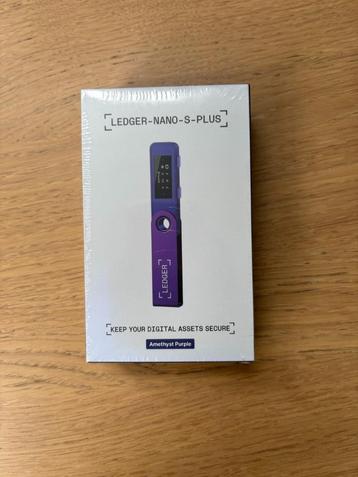 LEDGER-NANO-S-PLUS
LEDGER
KEEP YOUR DIGITAL ASSETS SECURE
Amethyst Purple